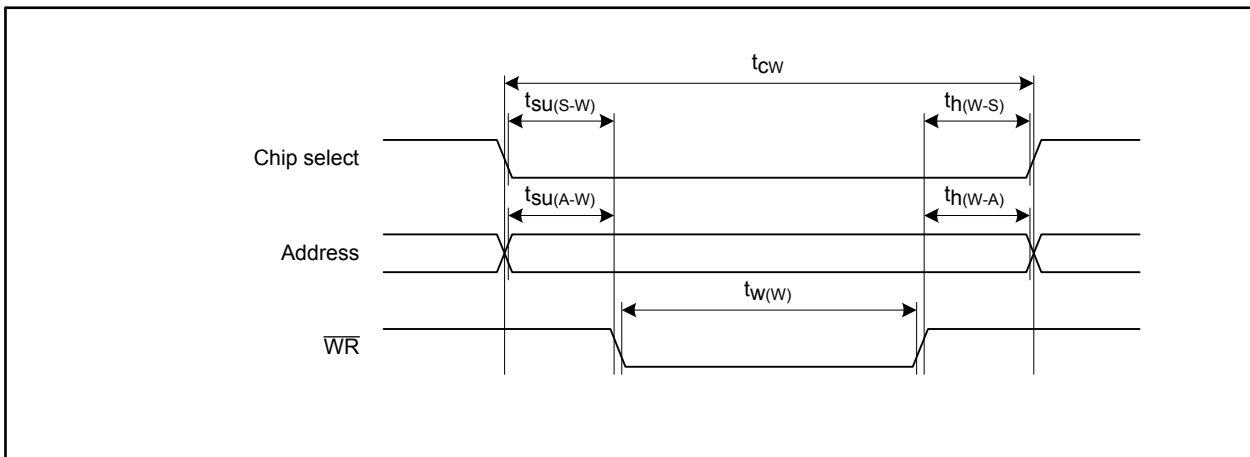 tcw
tsu(S-W)
th(W-S)
Chip select
tsu(A-W)
th(W-A)
Address
tw(W)
WR